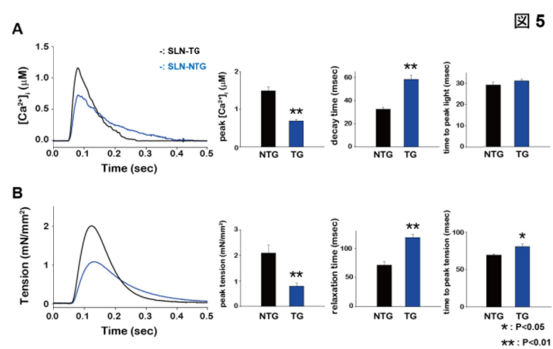 図 5
A
-: SLN-TG
-: SLN-NTG
[Ca²⁺]ᵢ (μM)
1.5
1.0
0.5
0.0
0 0.1 0.2 0.3 0.4 0.5
Time (sec)
peak [Ca²⁺]ᵢ (μM)
2
1
0
**
NTG TG
decay time (msec)
60
40
20
0
**
NTG TG
time to peak light (msec)
30
20
10
0
NTG TG
B
Tension (mN/mm²)
2
1
0
0 0.1 0.2 0.3 0.4 0.5
Time (sec)
peak tension (mN/mm²)
3
2
1
0
**
NTG TG
relaxation time (msec)
100
50
0
**
NTG TG
time to peak tension (msec)
100
50
0
*
NTG TG
* : P<0.05
** : P<0.01